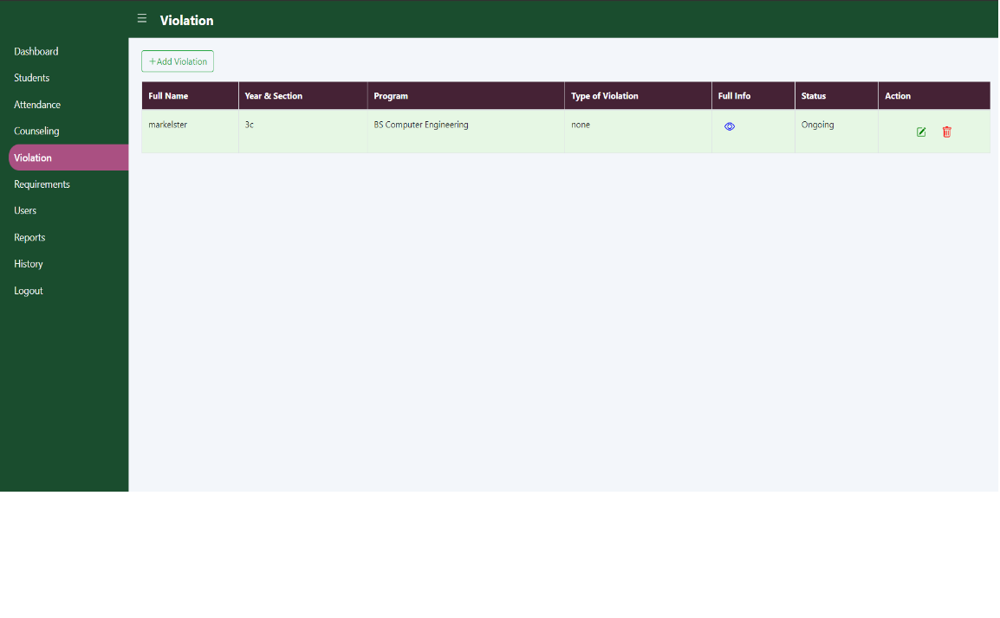 ☰ Violation
Dashboard
Students
Attendance
Counseling
Violation
Requirements
Users
Reports
History
Logout
+Add Violation
Full Name Year & Section Program Type of Violation Full Info Status Action
markelster 3c BS Computer Engineering none Ongoing